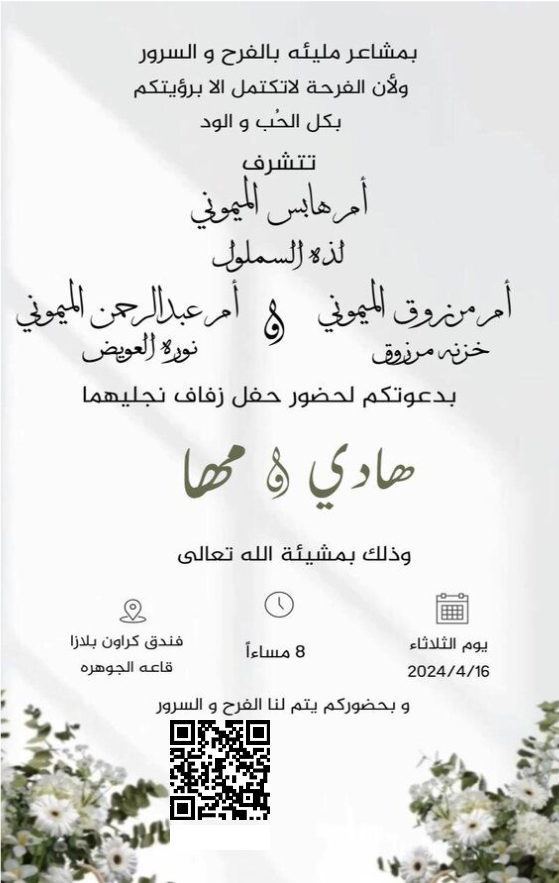 بمشاعر مليئه بالفرح و السرور
ولأن الفرحة لاتكتمل الا برؤيتكم
بكل الحُب و الود
تتشرف
أم هابس الميموني
لذه السملول
أم مرزوق الميموني و أم عبدالرحمن الميموني
خزنه مرزوق نوره العويض
بدعوتكم لحضور حفل زفاف نجليهما
هادي و مها
وذلك بمشيئة الله تعالى
يوم الثلاثاء
2024/4/16
8 مساءاً
فندق كراون بلازا
قاعه الجوهره
و بحضوركم يتم لنا الفرح و السرور